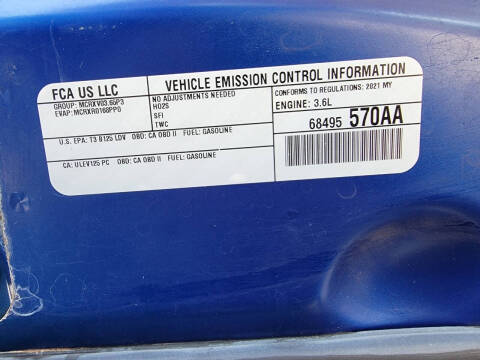 FCA US LLC
GROUP: MCRXV03.65P3
EVAP: MCRXR0168PP0
VEHICLE EMISSION CONTROL INFORMATION
NO ADJUSTMENTS NEEDED
HO2S
SFI
TWC
CONFORMS TO REGULATIONS: 2021 MY
ENGINE: 3.6L
68495 570AA
U.S. EPA: T3 B125 LDV OBD: CA OBD II FUEL: GASOLINE
CA: ULEV125 PC OBD: CA OBD II FUEL: GASOLINE